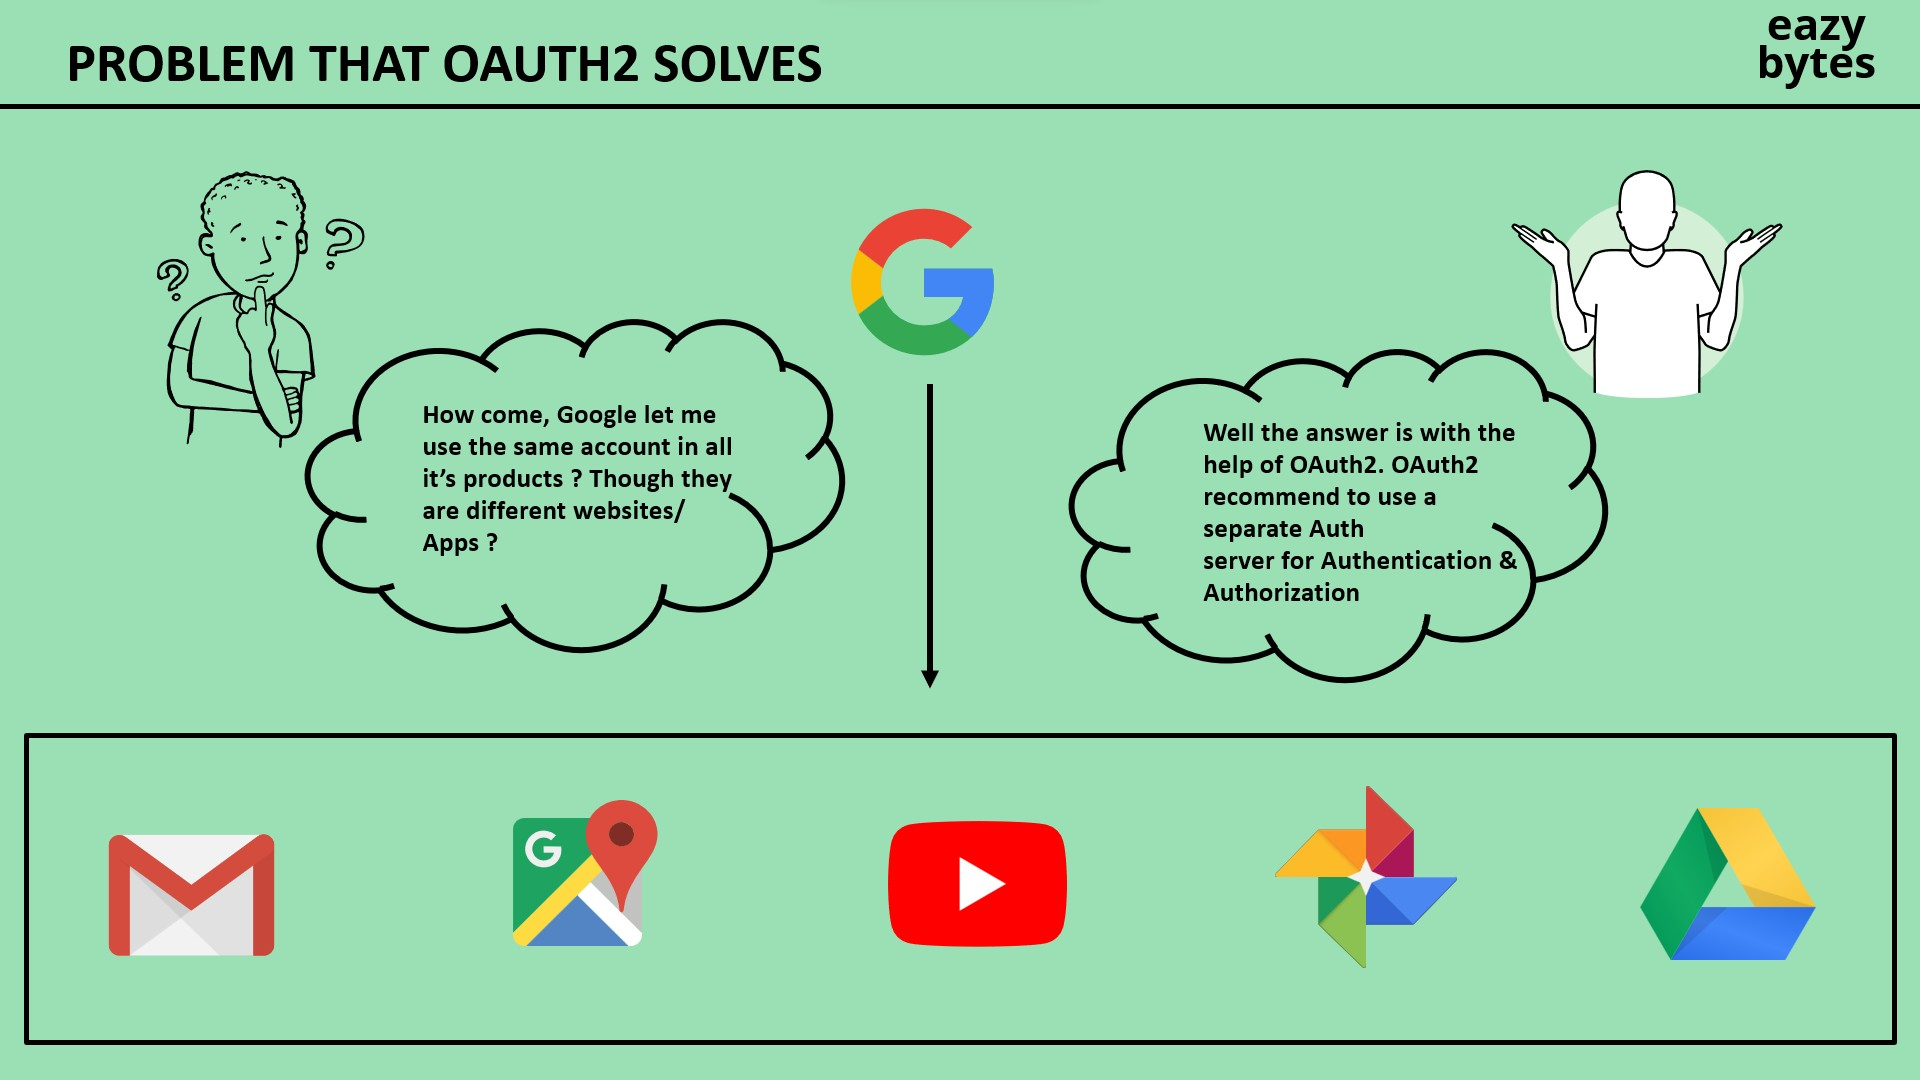 PROBLEM THAT OAUTH2 SOLVES
eazy
bytes
?
?
How come, Google let me
use the same account in all
it’s products ? Though they
are different websites/
Apps ?
G
Well the answer is with the
help of OAuth2. OAuth2
recommend to use a
separate Auth
server for Authentication &
Authorization
G